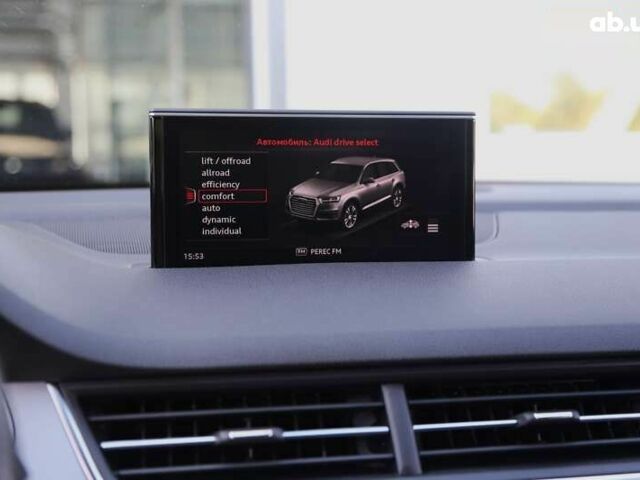 ab.u
Автомобиль: Audi drive select
lift / offroad
allroad
efficiency
comfort
auto
dynamic
individual
15:53
PEREC FM